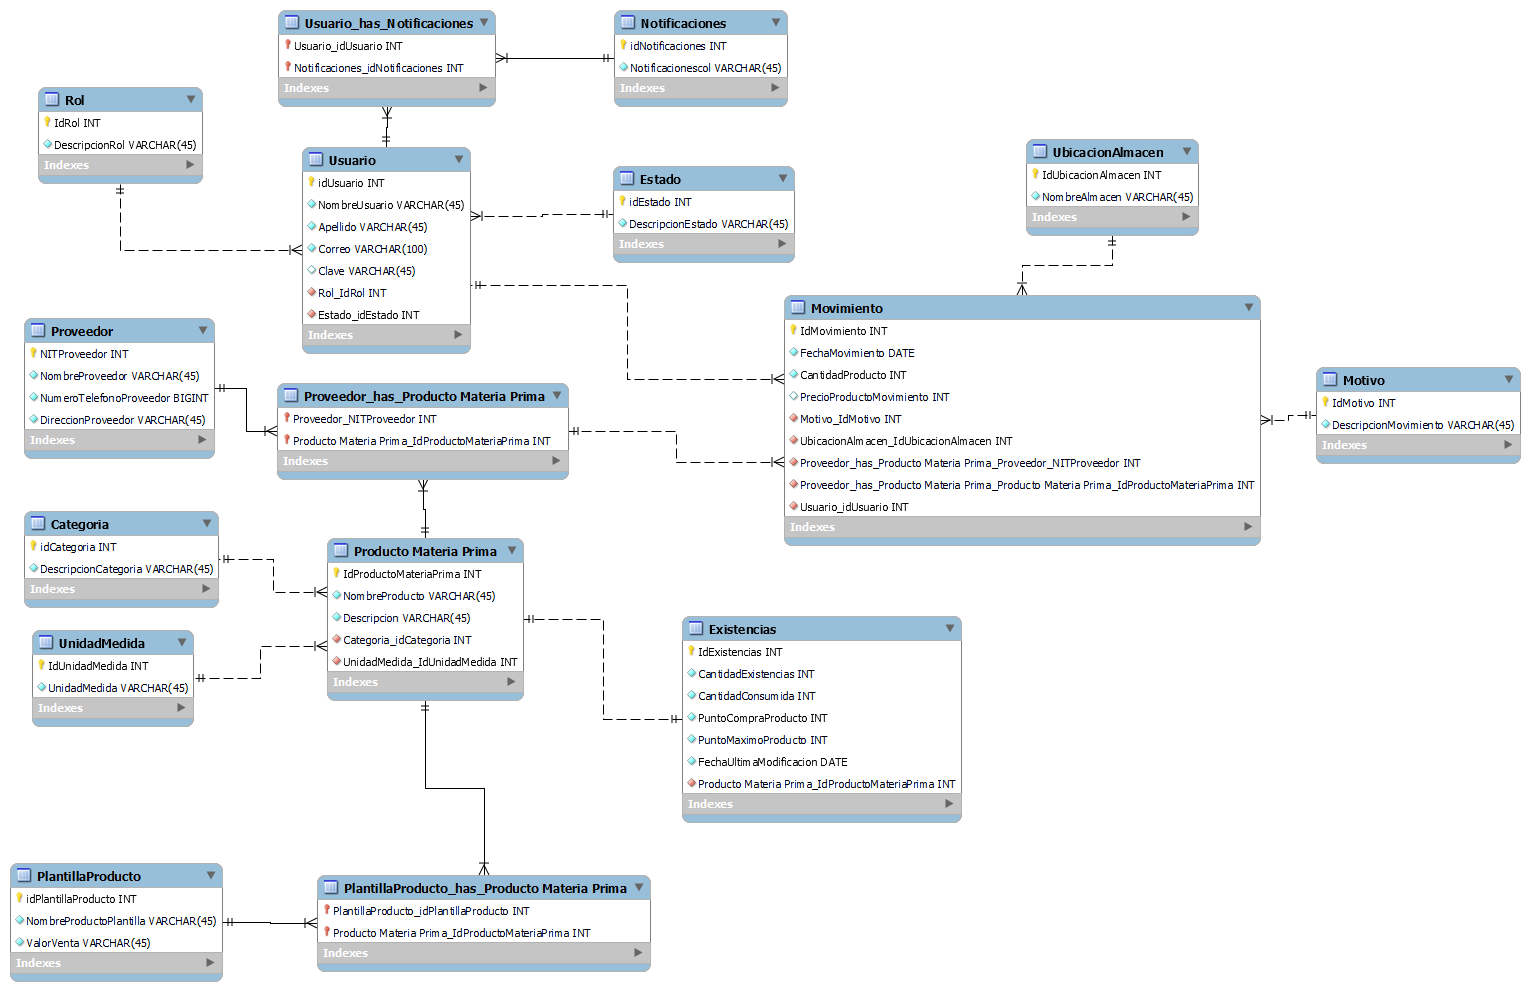 Usuario_has_Notificaciones
Usuario_idUsuario INT
Notificaciones_idNotificaciones INT
Indexes
Notificaciones
idNotificaciones INT
Notificacionescol VARCHAR(45)
Indexes
Rol
IdRol INT
DescripcionRol VARCHAR(45)
Indexes
Usuario
idUsuario INT
NombreUsuario VARCHAR(45)
Apellido VARCHAR(45)
Correo VARCHAR(100)
Clave VARCHAR(45)
Rol_IdRol INT
Estado_idEstado INT
Indexes
Estado
idEstado INT
DescripcionEstado VARCHAR(45)
Indexes
UbicacionAlmacen
IdUbicacionAlmacen INT
NombreAlmacen VARCHAR(45)
Indexes
Movimiento
IdMovimiento INT
FechaMovimiento DATE
CantidadProducto INT
PrecioProductoMovimiento INT
Motivo_IdMotivo INT
UbicacionAlmacen_IdUbicacionAlmacen INT
Proveedor_has_Producto Materia Prima_Proveedor_NITProveedor INT
Proveedor_has_Producto Materia Prima_Producto Materia Prima_IdProductoMateriaPrima INT
Usuario_idUsuario INT
Indexes
Motivo
IdMotivo INT
DescripcionMovimiento VARCHAR(45)
Indexes
Proveedor
NITProveedor INT
NombreProveedor VARCHAR(45)
NumeroTelefonoProveedor BIGINT
DireccionProveedor VARCHAR(45)
Indexes
Proveedor_has_Producto Materia Prima
Proveedor_NITProveedor INT
Producto Materia Prima_IdProductoMateriaPrima INT
Indexes
Categoria
idCategoria INT
DescripcionCategoria VARCHAR(45)
Indexes
Producto Materia Prima
IdProductoMateriaPrima INT
NombreProducto VARCHAR(45)
Descripcion VARCHAR(45)
Categoria_idCategoria INT
UnidadMedida_IdUnidadMedida INT
Indexes
UnidadMedida
IdUnidadMedida INT
UnidadMedida VARCHAR(45)
Indexes
Existencias
IdExistencias INT
CantidadExistencias INT
CantidadConsumida INT
PuntoCompraProducto INT
PuntoMaximoProducto INT
FechaUltimaModificacion DATE
Producto Materia Prima_IdProductoMateriaPrima INT
Indexes
PlantillaProducto
idPlantillaProducto INT
NombreProductoPlantilla VARCHAR(45)
ValorVenta VARCHAR(45)
Indexes
PlantillaProducto_has_Producto Materia Prima
PlantillaProducto_idPlantillaProducto INT
Producto Materia Prima_IdProductoMateriaPrima INT
Indexes